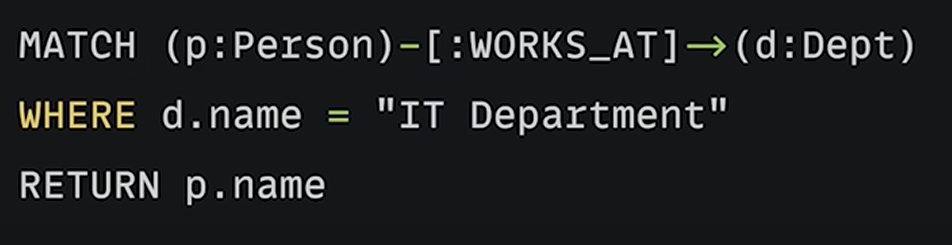 MATCH (p:Person)-[:WORKS_AT]->(d:Dept)
WHERE d.name = "IT Department"
RETURN p.name